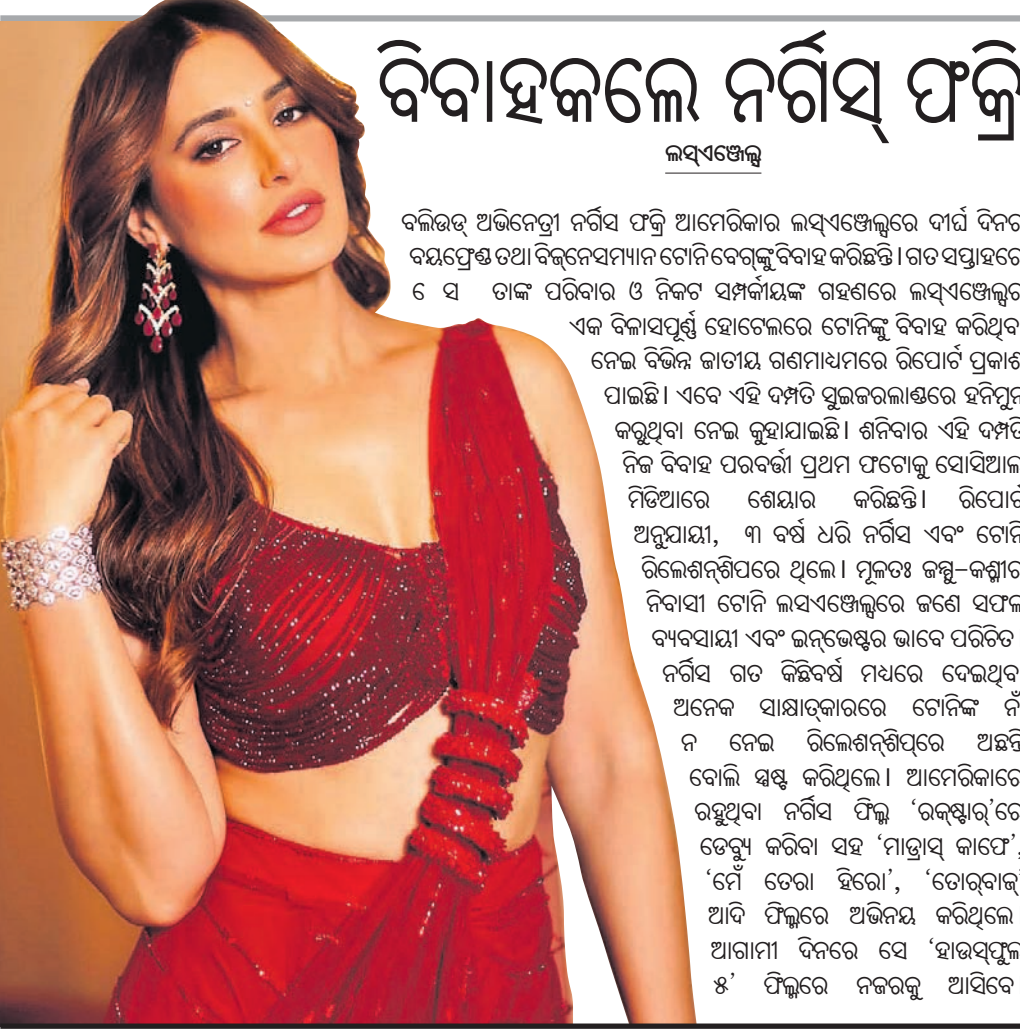 ବିବାହକଲେ ନର୍ଗିସ୍ ଫକ୍ରି
ଲସ୍ଏଞ୍ଜେଲ୍ସ
ବଲିଉଡ୍ ଅଭିନେତ୍ରୀ ନର୍ଗିସ ଫକ୍ରି ଆମେରିକାର ଲସ୍ଏଞ୍ଜେଲ୍ସରେ ଦୀର୍ଘ ଦିନର
ବୟଫ୍ରେଣ୍ଡ ତଥା ବିଜ୍‌ନେସମ୍ୟାନ ଟୋନି ବେଗ୍‌ଙ୍କୁ ବିବାହ କରିଛନ୍ତି । ଗତ ସପ୍ତାହରେ
ସେ ତାଙ୍କ ପରିବାର ଓ ନିକଟ ସମ୍ପର୍କୀୟଙ୍କ ଗହଣରେ ଲସ୍ଏଞ୍ଜେଲ୍ସର
ଏକ ବିଳାସପୂର୍ଣ୍ଣ ହୋଟେଲରେ ଟୋନିଙ୍କୁ ବିବାହ କରିଥିବ
ନେଇ ବିଭିନ୍ନ ଜାତୀୟ ଗଣମାଧ୍ୟମରେ ରିପୋର୍ଟ ପ୍ରକାଶ
ପାଇଛି । ଏବେ ଏହି ଦମ୍ପତି ସୁଇଜରଲାଣ୍ଡରେ ହନିମୁନ
କରୁଥିବା ନେଇ କୁହାଯାଇଛି । ଶନିବାର ଏହି ଦମ୍ପତି
ନିଜ ବିବାହ ପରବର୍ତ୍ତୀ ପ୍ରଥମ ଫଟୋକୁ ସୋସିଆଲ
ମିଡିଆରେ ଶେୟାର କରିଛନ୍ତି । ରିପୋର୍ଟ
ଅନୁଯାୟୀ, ୩ ବର୍ଷ ଧରି ନର୍ଗିସ ଏବଂ ଟୋନି
ରିଲେଶନ୍‌ଶିପରେ ଥିଲେ । ମୂଳତଃ ଜମ୍ମୁ-କଶ୍ମୀର
ନିବାସୀ ଟୋନି ଲସଏଞ୍ଜେଲ୍ସରେ ଜଣେ ସଫଳ
ବ୍ୟବସାୟୀ ଏବଂ ଇନ୍‌ଭେଷ୍ଟର ଭାବେ ପରିଚିତ
ନର୍ଗିସ ଗତ କିଛିବର୍ଷ ମଧ୍ୟରେ ଦେଇଥିବ
ଅନେକ ସାକ୍ଷାତ୍‌କାରରେ ଟୋନିଙ୍କ ନାଁ
ନ ନେଇ ରିଲେଶନ୍‌ଶିପ୍‌ରେ ଅଛନ୍ତି
ବୋଲି ସ୍ପଷ୍ଟ କରିଥିଲେ । ଆମେରିକାରେ
ରହୁଥିବା ନର୍ଗିସ ଫିଲ୍ମ ‘ରକ୍‌ଷ୍ଟାର୍’ରେ
ଡେବ୍ୟୁ କରିବା ସହ ‘ମାଡ୍ରାସ୍ କାଫେ’,
‘ମେଁ ତେରା ହିରୋ’, ‘ତୋର୍‌ବାଜ୍’
ଆଦି ଫିଲ୍ମରେ ଅଭିନୟ କରିଥିଲେ
ଆଗାମୀ ଦିନରେ ସେ ‘ହାଉସ୍‌ଫୁଲ
୫’ ଫିଲ୍ମରେ ନଜରକୁ ଆସିବେ